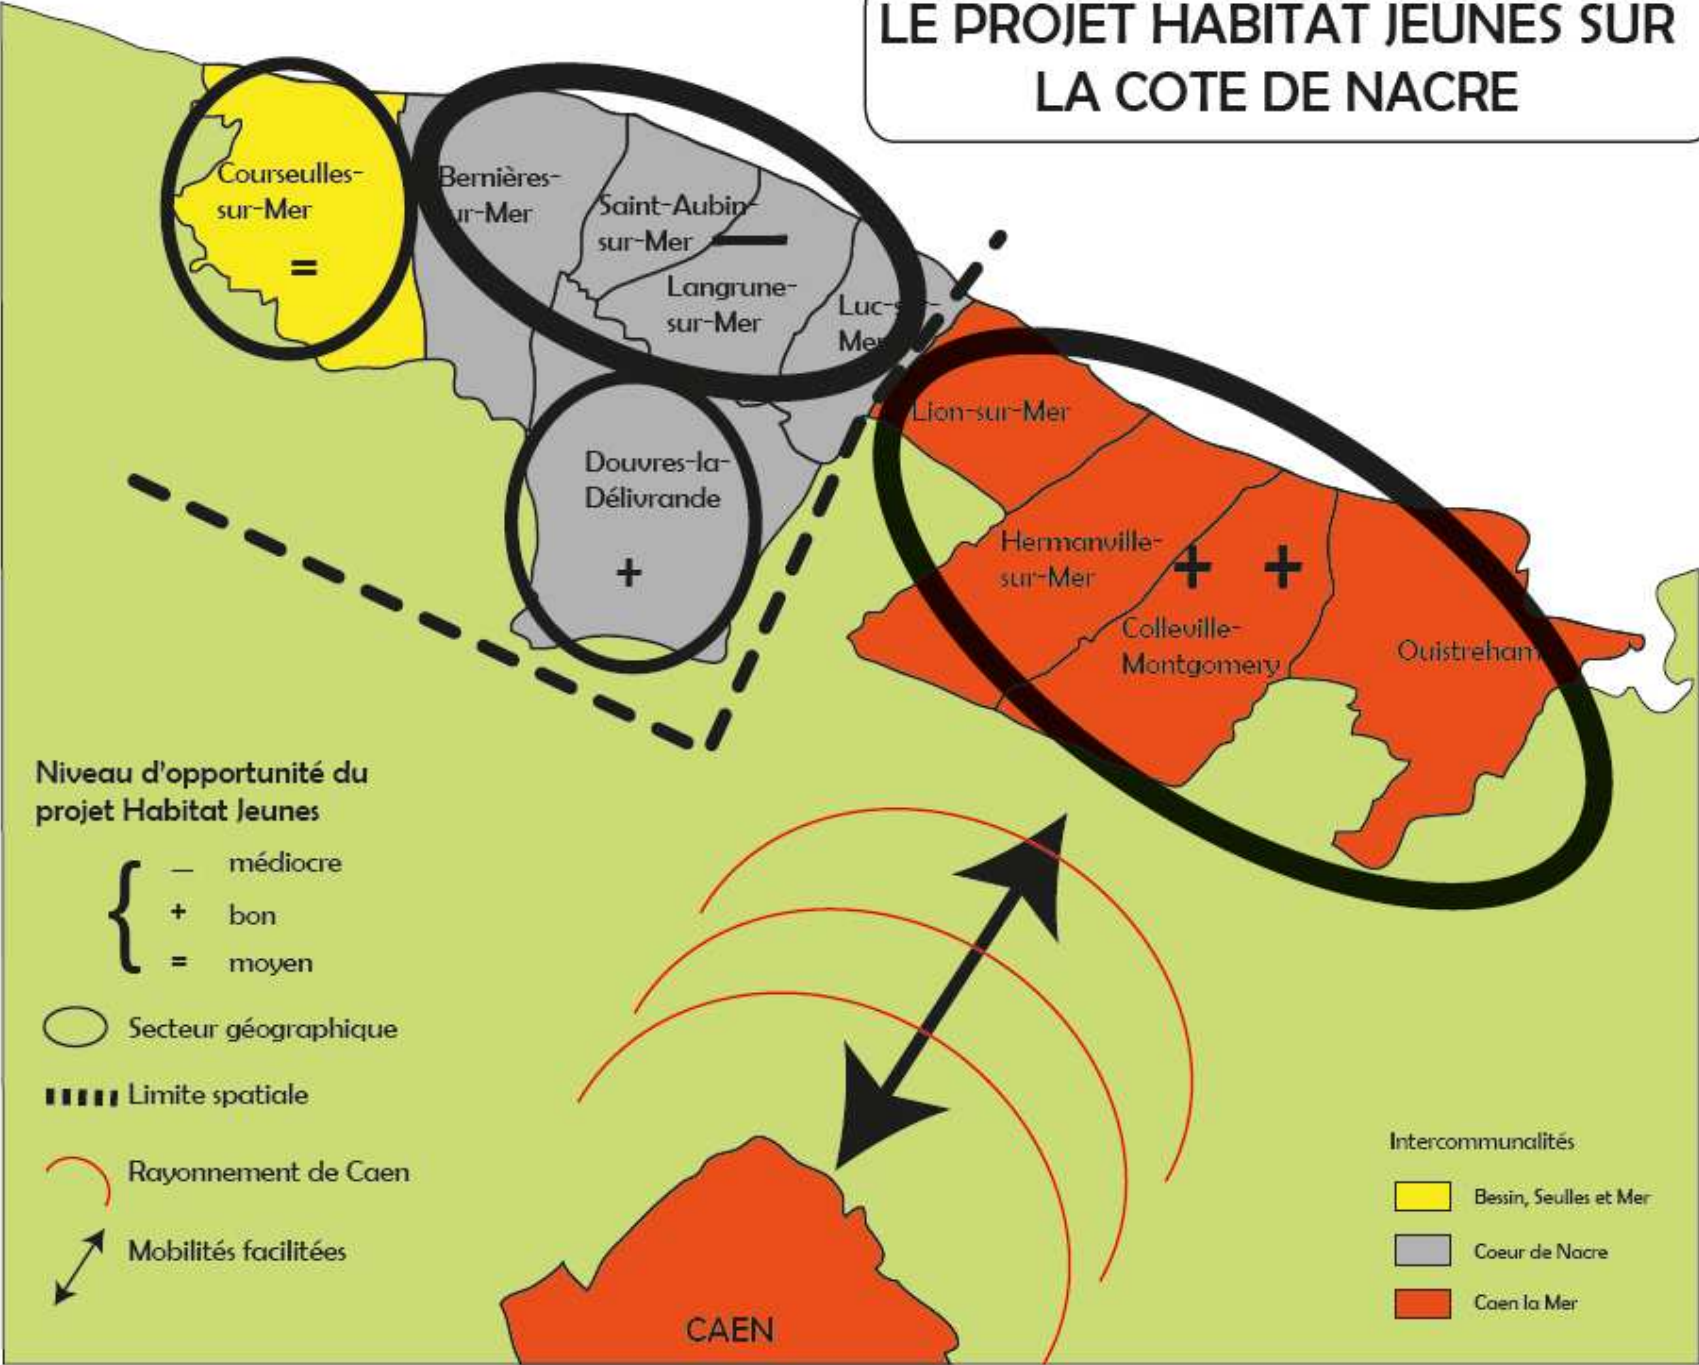 LE PROJET HABITAT JEUNES SUR
LA COTE DE NACRE
Courseulles-
sur-Mer
=
Bernières-
ur-Mer
Saint-Aubin-
sur-Mer
Langrune-
sur-Mer
Luc-s-
Mer
Lion-sur-Mer
Douvres-la-
Délivrande
+
Hermanville-
sur-Mer
+ +
Colleville-
Montgomery
Ouistreham
Niveau d'opportunité du
projet Habitat Jeunes
{
_ médiocre
+ bon
= moyen
Secteur géographique
Limite spatiale
Rayonnement de Caen
Mobilités facilitées
CAEN
Intercommunalités
Bessin, Seulles et Mer
Coeur de Nacre
Caen la Mer